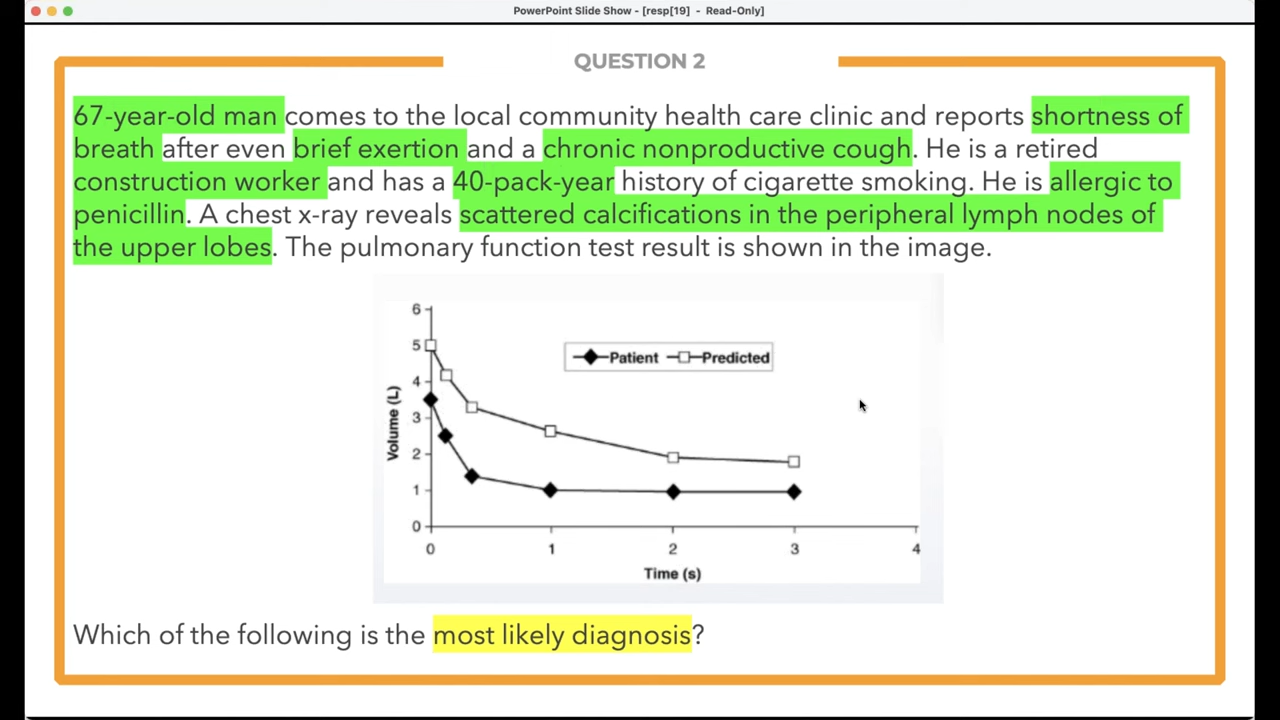 PowerPoint Slide Show - [resp[19] - Read-Only]
QUESTION 2
67-year-old man comes to the local community health care clinic and reports shortness of
breath after even brief exertion and a chronic nonproductive cough. He is a retired
construction worker and has a 40-pack-year history of cigarette smoking. He is allergic to
penicillin. A chest x-ray reveals scattered calcifications in the peripheral lymph nodes of
the upper lobes. The pulmonary function test result is shown in the image.
6
5
4
3
2
1
0
Volume (L)
Patient Predicted
0 1 2 3 4
Time (s)
Which of the following is the most likely diagnosis?